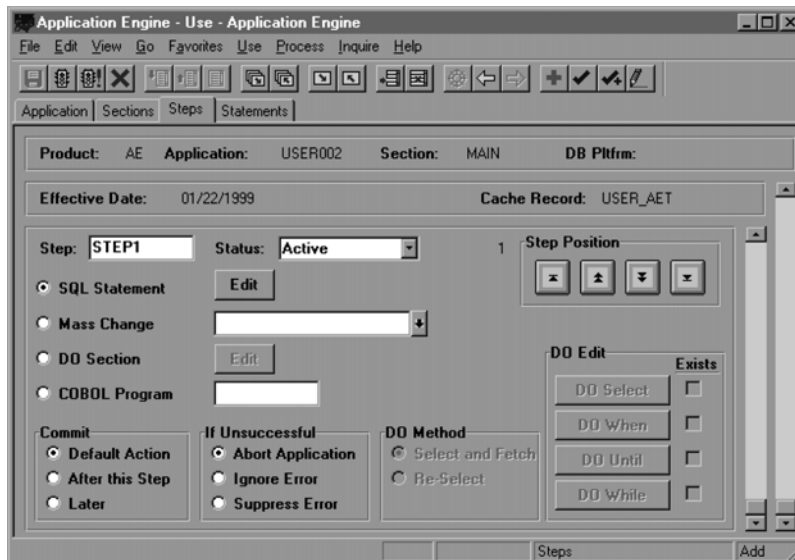 Application Engine - Use - Application Engine
File Edit View Go Favorites Use Process Inquire Help
Application Sections Steps Statements
Product: AE Application: USER002 Section: MAIN DB Pltfrm:
Effective Date: 01/22/1999 Cache Record: USER_AET
Step: STEP1 Status: Active 1 Step Position
SQL Statement Edit
Mass Change
DO Section Edit
COBOL Program
DO Edit Exists
DO Select
DO When
DO Until
DO While
Commit
Default Action
After this Step
Later
If Unsuccessful
Abort Application
Ignore Error
Suppress Error
DO Method
Select and Fetch
Re-Select
Steps Add